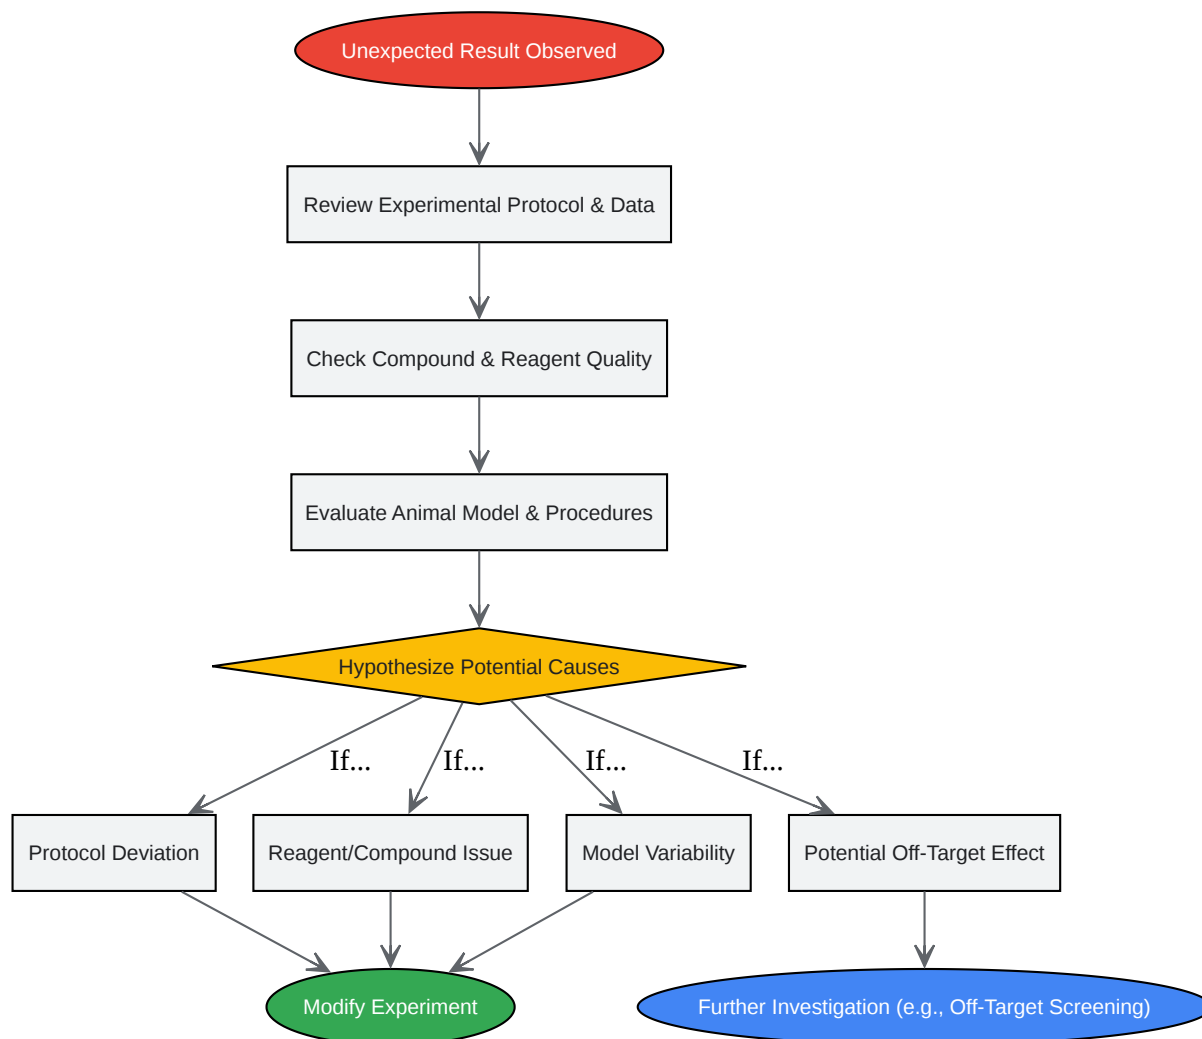 Unexpected Result Observed
Review Experimental Protocol & Data
Check Compound & Reagent Quality
Evaluate Animal Model & Procedures
Hypothesize Potential Causes
If...
If...
If...
If...
Protocol Deviation
Reagent/Compound Issue
Model Variability
Potential Off-Target Effect
Modify Experiment
Further Investigation (e.g., Off-Target Screening)